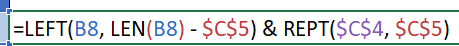 =LEFT(B8, LEN(B8) - $C$5) & REPT($C$4, $C$5)